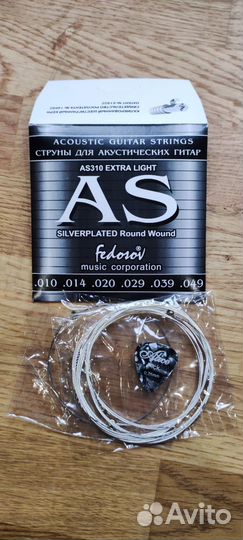 ACOUSTIC GUITAR STRINGS
СТРУНЫ ДЛЯ АКУСТИЧЕСКИХ ГИТАР
AS310 EXTRA LIGHT
AS
SILVERPLATED Round Wound
Fedosov
music corporation
.010 .014 .020 .029 .039 .049
Alice
Avito